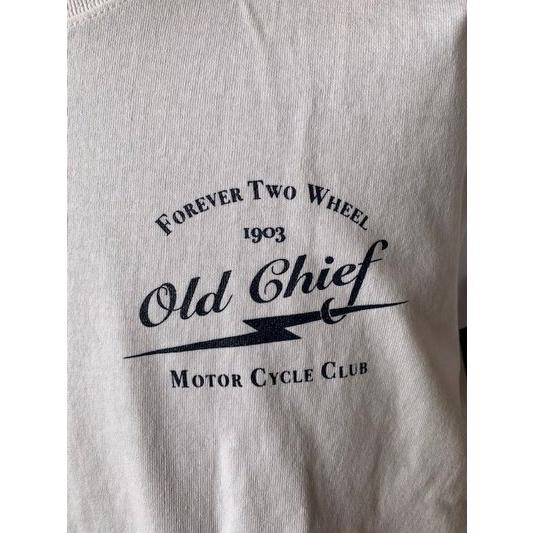 Forever Two Wheel
1903
Old Chief
Motor Cycle Club